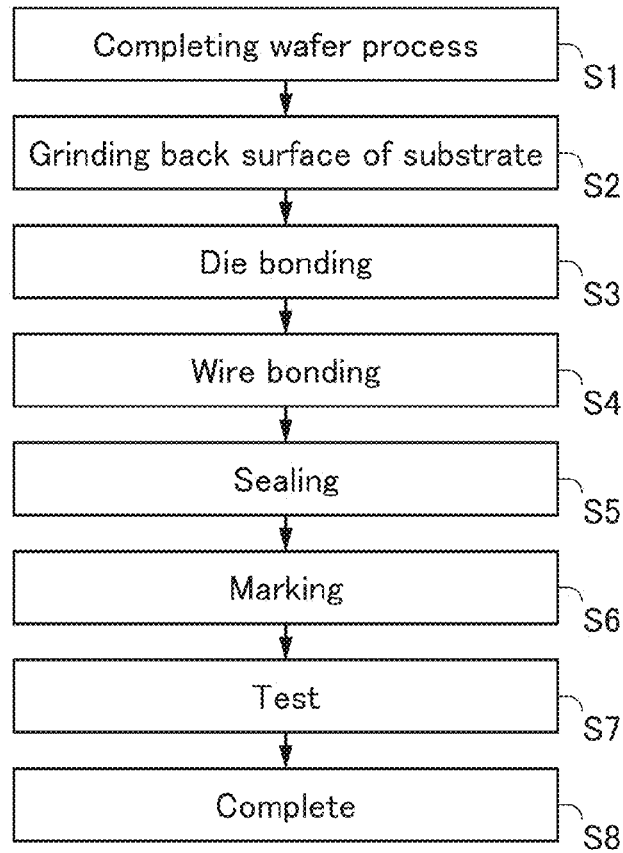 Completing wafer process
S1
Grinding back surface of substrate
S2
Die bonding
S3
Wire bonding
S4
Sealing
S5
Marking
S6
Test
S7
Complete
S8